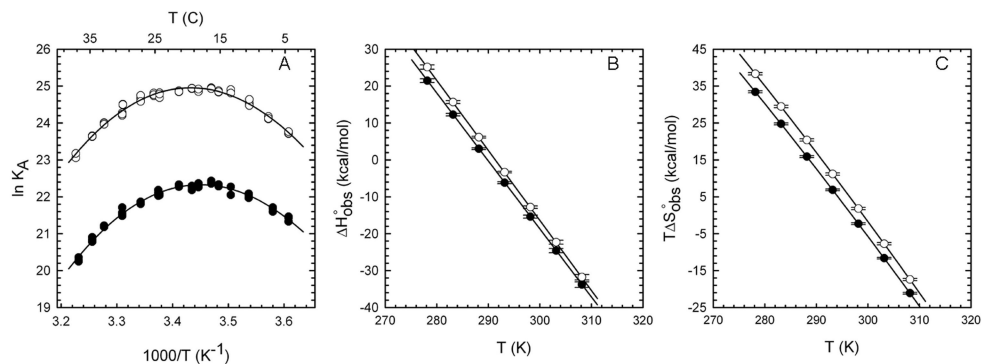 T (C)
35 25 15 5
26
25
24
23
22
21
20
19
ln K_A
A
3.2 3.3 3.4 3.5 3.6
1000/T (K⁻¹)
30
20
10
0
-10
-20
-30
-40
ΔH°obs (kcal/mol)
B
270 280 290 300 310 320
T (K)
45
35
25
15
5
-5
-15
-25
TΔS°obs (kcal/mol)
C
270 280 290 300 310 320
T (K)